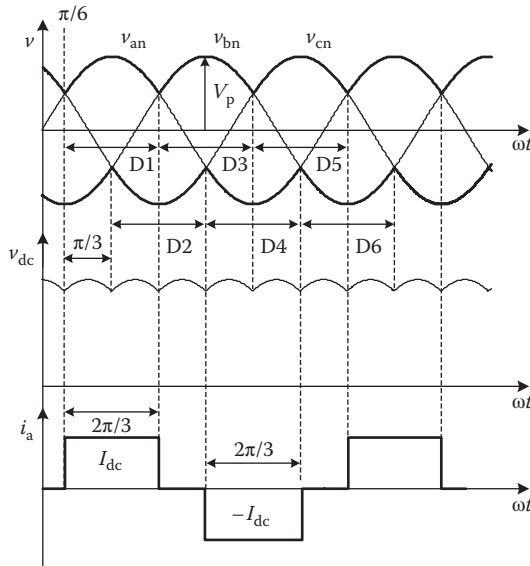 π/6
v
v_an
v_bn
v_cn
V_p
ωt
D1
D3
D5
π/3
D2
D4
D6
v_dc
ωt
i_a
2π/3
I_dc
2π/3
−I_dc
ωt